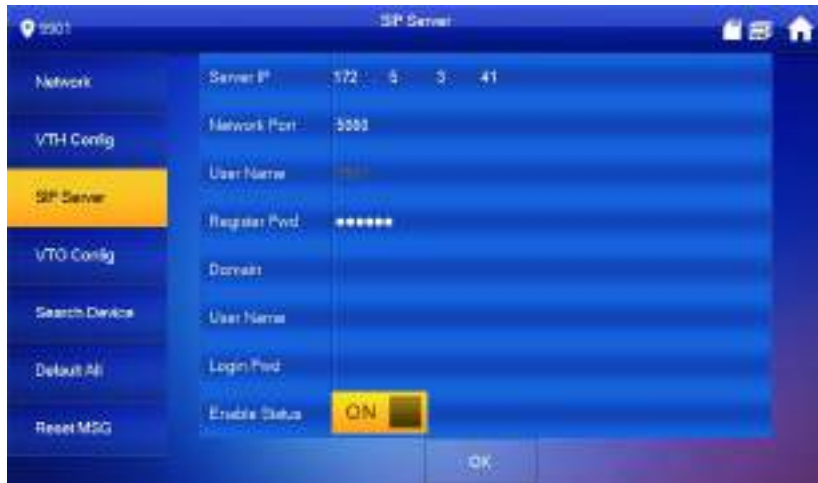 9901 SIP Server
Network
VTH Config
SIP Server
VTO Config
Search Device
Default All
Reset MSG
Server IP 172 5 3 41
Network Port
User Name
Register Pwd ●●●●●●
Domain
User Name
Login Pwd
Enable Status ON
OK